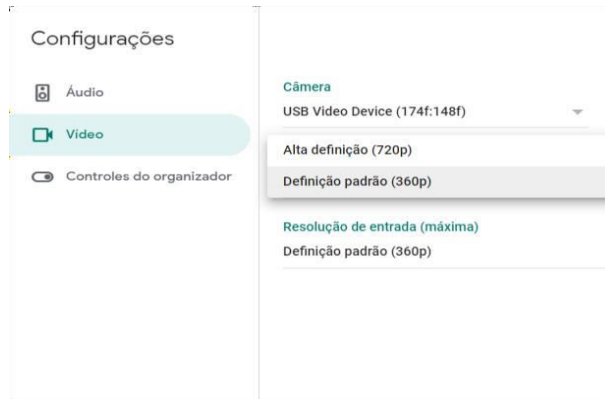 Configurações
Áudio
Vídeo
Controles do organizador
Câmera
USB Video Device (174f:148f)
Alta definição (720p)
Definição padrão (360p)
Resolução de entrada (máxima)
Definição padrão (360p)